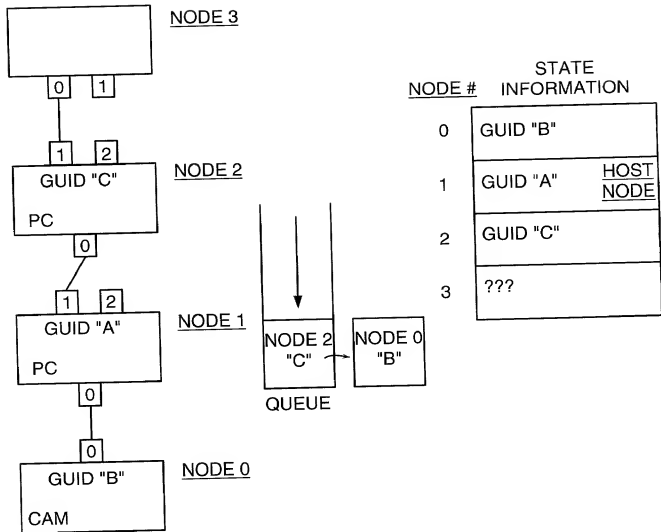 NODE 3
0 1
1 2
GUID "C"
NODE 2
PC
0
1 2
GUID "A"
NODE 1
PC
0
0
GUID "B"
NODE 0
CAM
NODE 2
"C"
NODE 0
"B"
QUEUE
NODE #
STATE
INFORMATION
0 GUID "B"
1 GUID "A" HOST
NODE
2 GUID "C"
3 ???